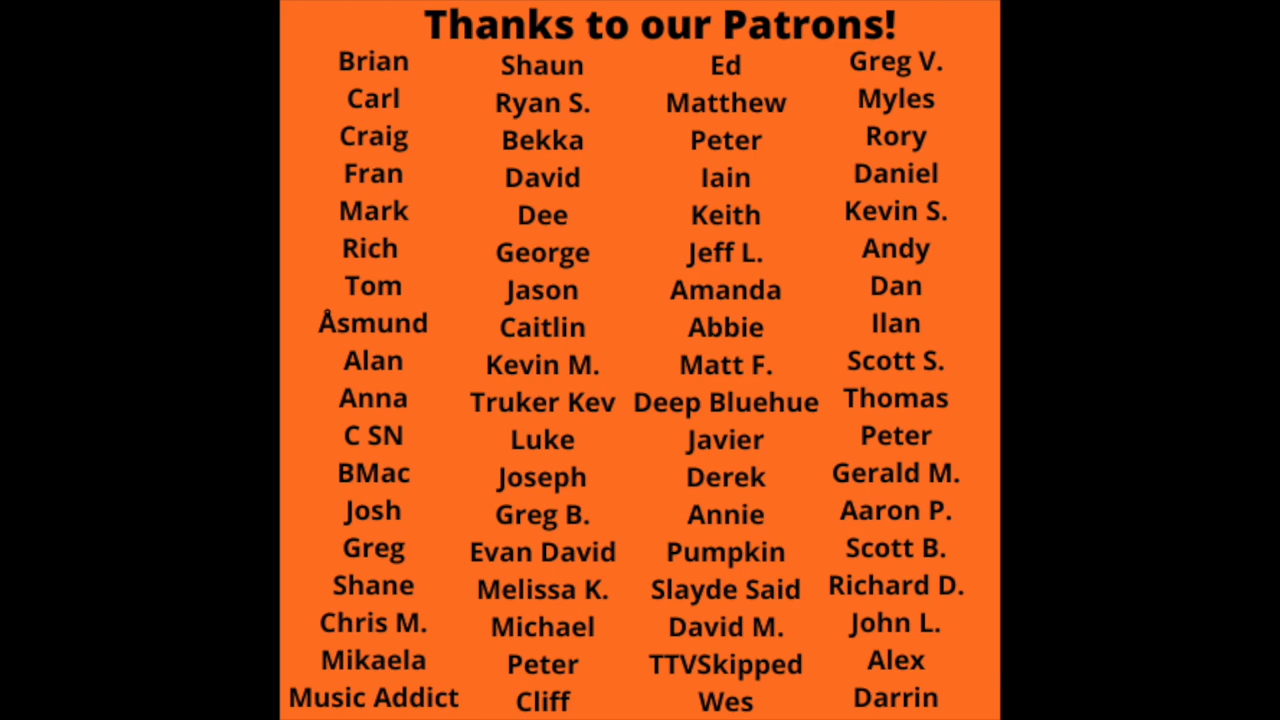 Thanks to our Patrons!
Brian
Carl
Craig
Fran
Mark
Rich
Tom
Åsmund
Alan
Anna
C SN
BMac
Josh
Greg
Shane
Chris M.
Mikaela
Music Addict
Shaun
Ryan S.
Bekka
David
Dee
George
Jason
Caitlin
Kevin M.
Truker Kev
Luke
Joseph
Greg B.
Evan David
Melissa K.
Michael
Peter
Cliff
Ed
Matthew
Peter
Iain
Keith
Jeff L.
Amanda
Abbie
Matt F.
Deep Bluehue
Javier
Derek
Annie
Pumpkin
Slayde Said
David M.
TTVSkipped
Wes
Greg V.
Myles
Rory
Daniel
Kevin S.
Andy
Dan
Ilan
Scott S.
Thomas
Peter
Gerald M.
Aaron P.
Scott B.
Richard D.
John L.
Alex
Darrin